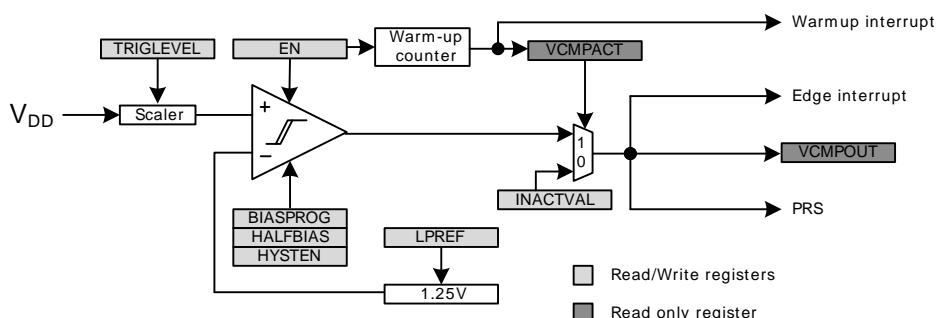 Warmup interrupt
TRIGLEVEL
EN
Warm-up
counter
VCMPACT
Edge interrupt
VDD
Scaler
+
1
0
VCMPOUT
−
INACTVAL
BIASPROG
HALFBIAS
HYSTEN
PRS
LPREF
1.25V
Read/Write registers
Read only register